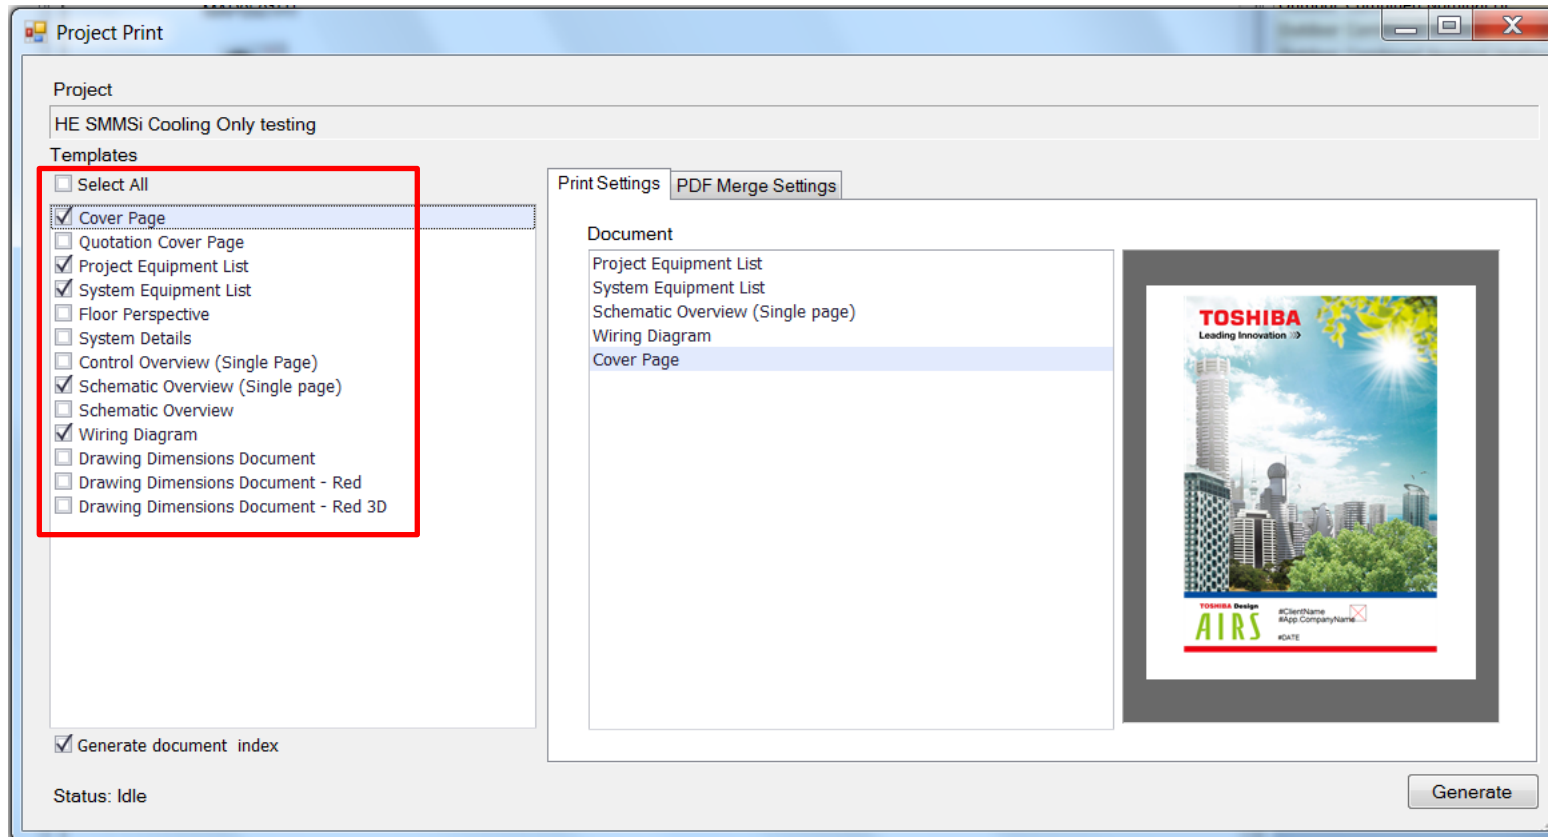 Project Print
Project
HE SMMSi Cooling Only testing
Templates
Select All
Cover Page
Quotation Cover Page
Project Equipment List
System Equipment List
Floor Perspective
System Details
Control Overview (Single Page)
Schematic Overview (Single page)
Schematic Overview
Wiring Diagram
Drawing Dimensions Document
Drawing Dimensions Document - Red
Drawing Dimensions Document - Red 3D
Generate document index
Status: Idle
Print Settings PDF Merge Settings
Document
Project Equipment List
System Equipment List
Schematic Overview (Single page)
Wiring Diagram
Cover Page
TOSHIBA
Leading Innovation
TOSHIBA Design
AIRS
#ClientName
#App.CompanyName
#DATE
Generate